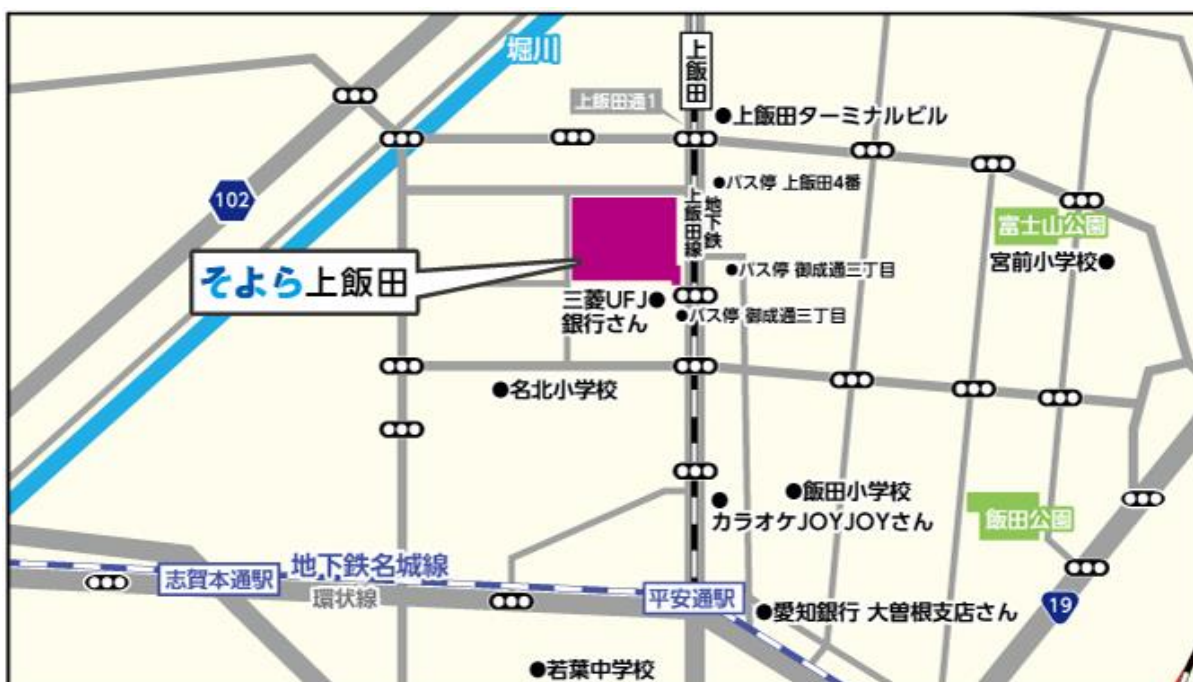 堀川
上飯田
上飯田通1
●上飯田ターミナルビル
102
●バス停 上飯田4番
地下鉄
上飯田線
富士山公園
宮前小学校●
そよら上飯田
●バス停 御成通三丁目
三菱UFJ●
銀行さん
●バス停 御成通三丁目
●名北小学校
●飯田小学校
カラオケJOYJOYさん
飯田公園
地下鉄名城線
志賀本通駅
環状線
平安通駅
●愛知銀行 大曽根支店さん
19
●若葉中学校